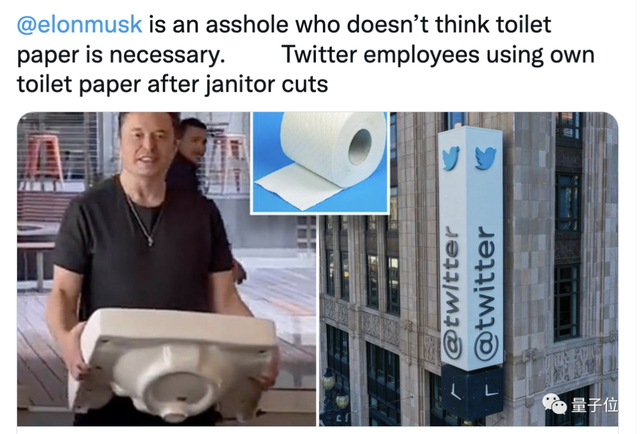 @elonmusk is an asshole who doesn’t think toilet
paper is necessary. Twitter employees using own
toilet paper after janitor cuts
@twitter
@twitter
量子位